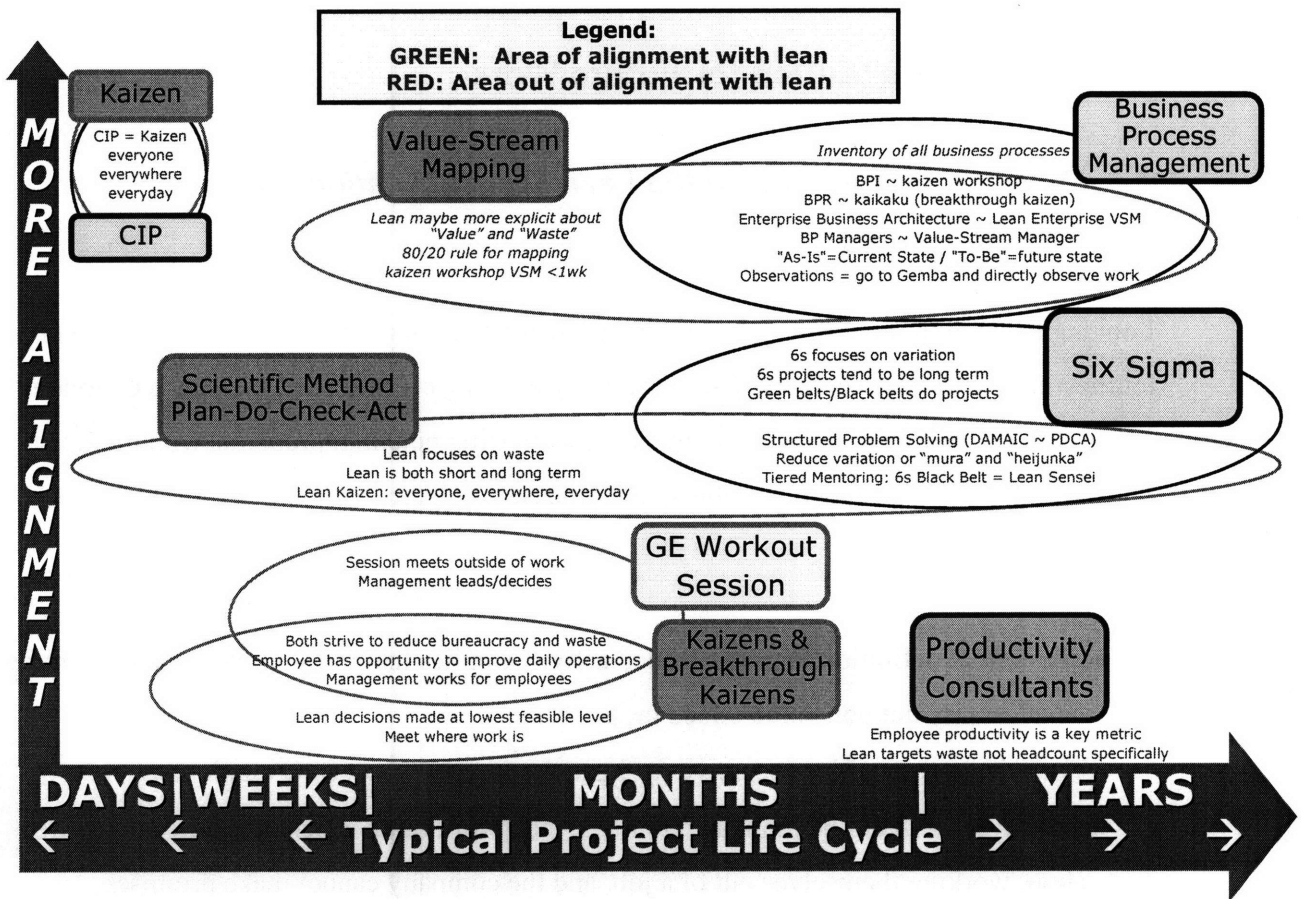 Legend:
GREEN: Area of alignment with lean
RED: Area out of alignment with lean
MORE ALIGNMENT
Kaizen
CIP = Kaizen
everyone
everywhere
everyday
CIP
Value-Stream
Mapping
Lean maybe more explicit about
"Value" and "Waste"
80/20 rule for mapping
kaizen workshop VSM <1wk
Business
Process
Management
Inventory of all business processes
BPI ~ kaizen workshop
BPR ~ kaikaku (breakthrough kaizen)
Enterprise Business Architecture ~ Lean Enterprise VSM
BP Managers ~ Value-Stream Manager
"As-Is"=Current State / "To-Be"=future state
Observations = go to Gemba and directly observe work
Scientific Method
Plan-Do-Check-Act
Lean focuses on waste
Lean is both short and long term
Lean Kaizen: everyone, everywhere, everyday
Six Sigma
6s focuses on variation
6s projects tend to be long term
Green belts/Black belts do projects
Structured Problem Solving (DAMAIC ~ PDCA)
Reduce variation or "mura" and "heijunka"
Tiered Mentoring: 6s Black Belt = Lean Sensei
GE Workout
Session
Session meets outside of work
Management leads/decides
Both strive to reduce bureaucracy and waste
Employee has opportunity to improve daily operations
Management works for employees
Kaizens &
Breakthrough
Kaizens
Lean decisions made at lowest feasible level
Meet where work is
Productivity
Consultants
Employee productivity is a key metric
Lean targets waste not headcount specifically
DAYS|WEEKS| MONTHS | YEARS
← ← ← Typical Project Life Cycle → → →